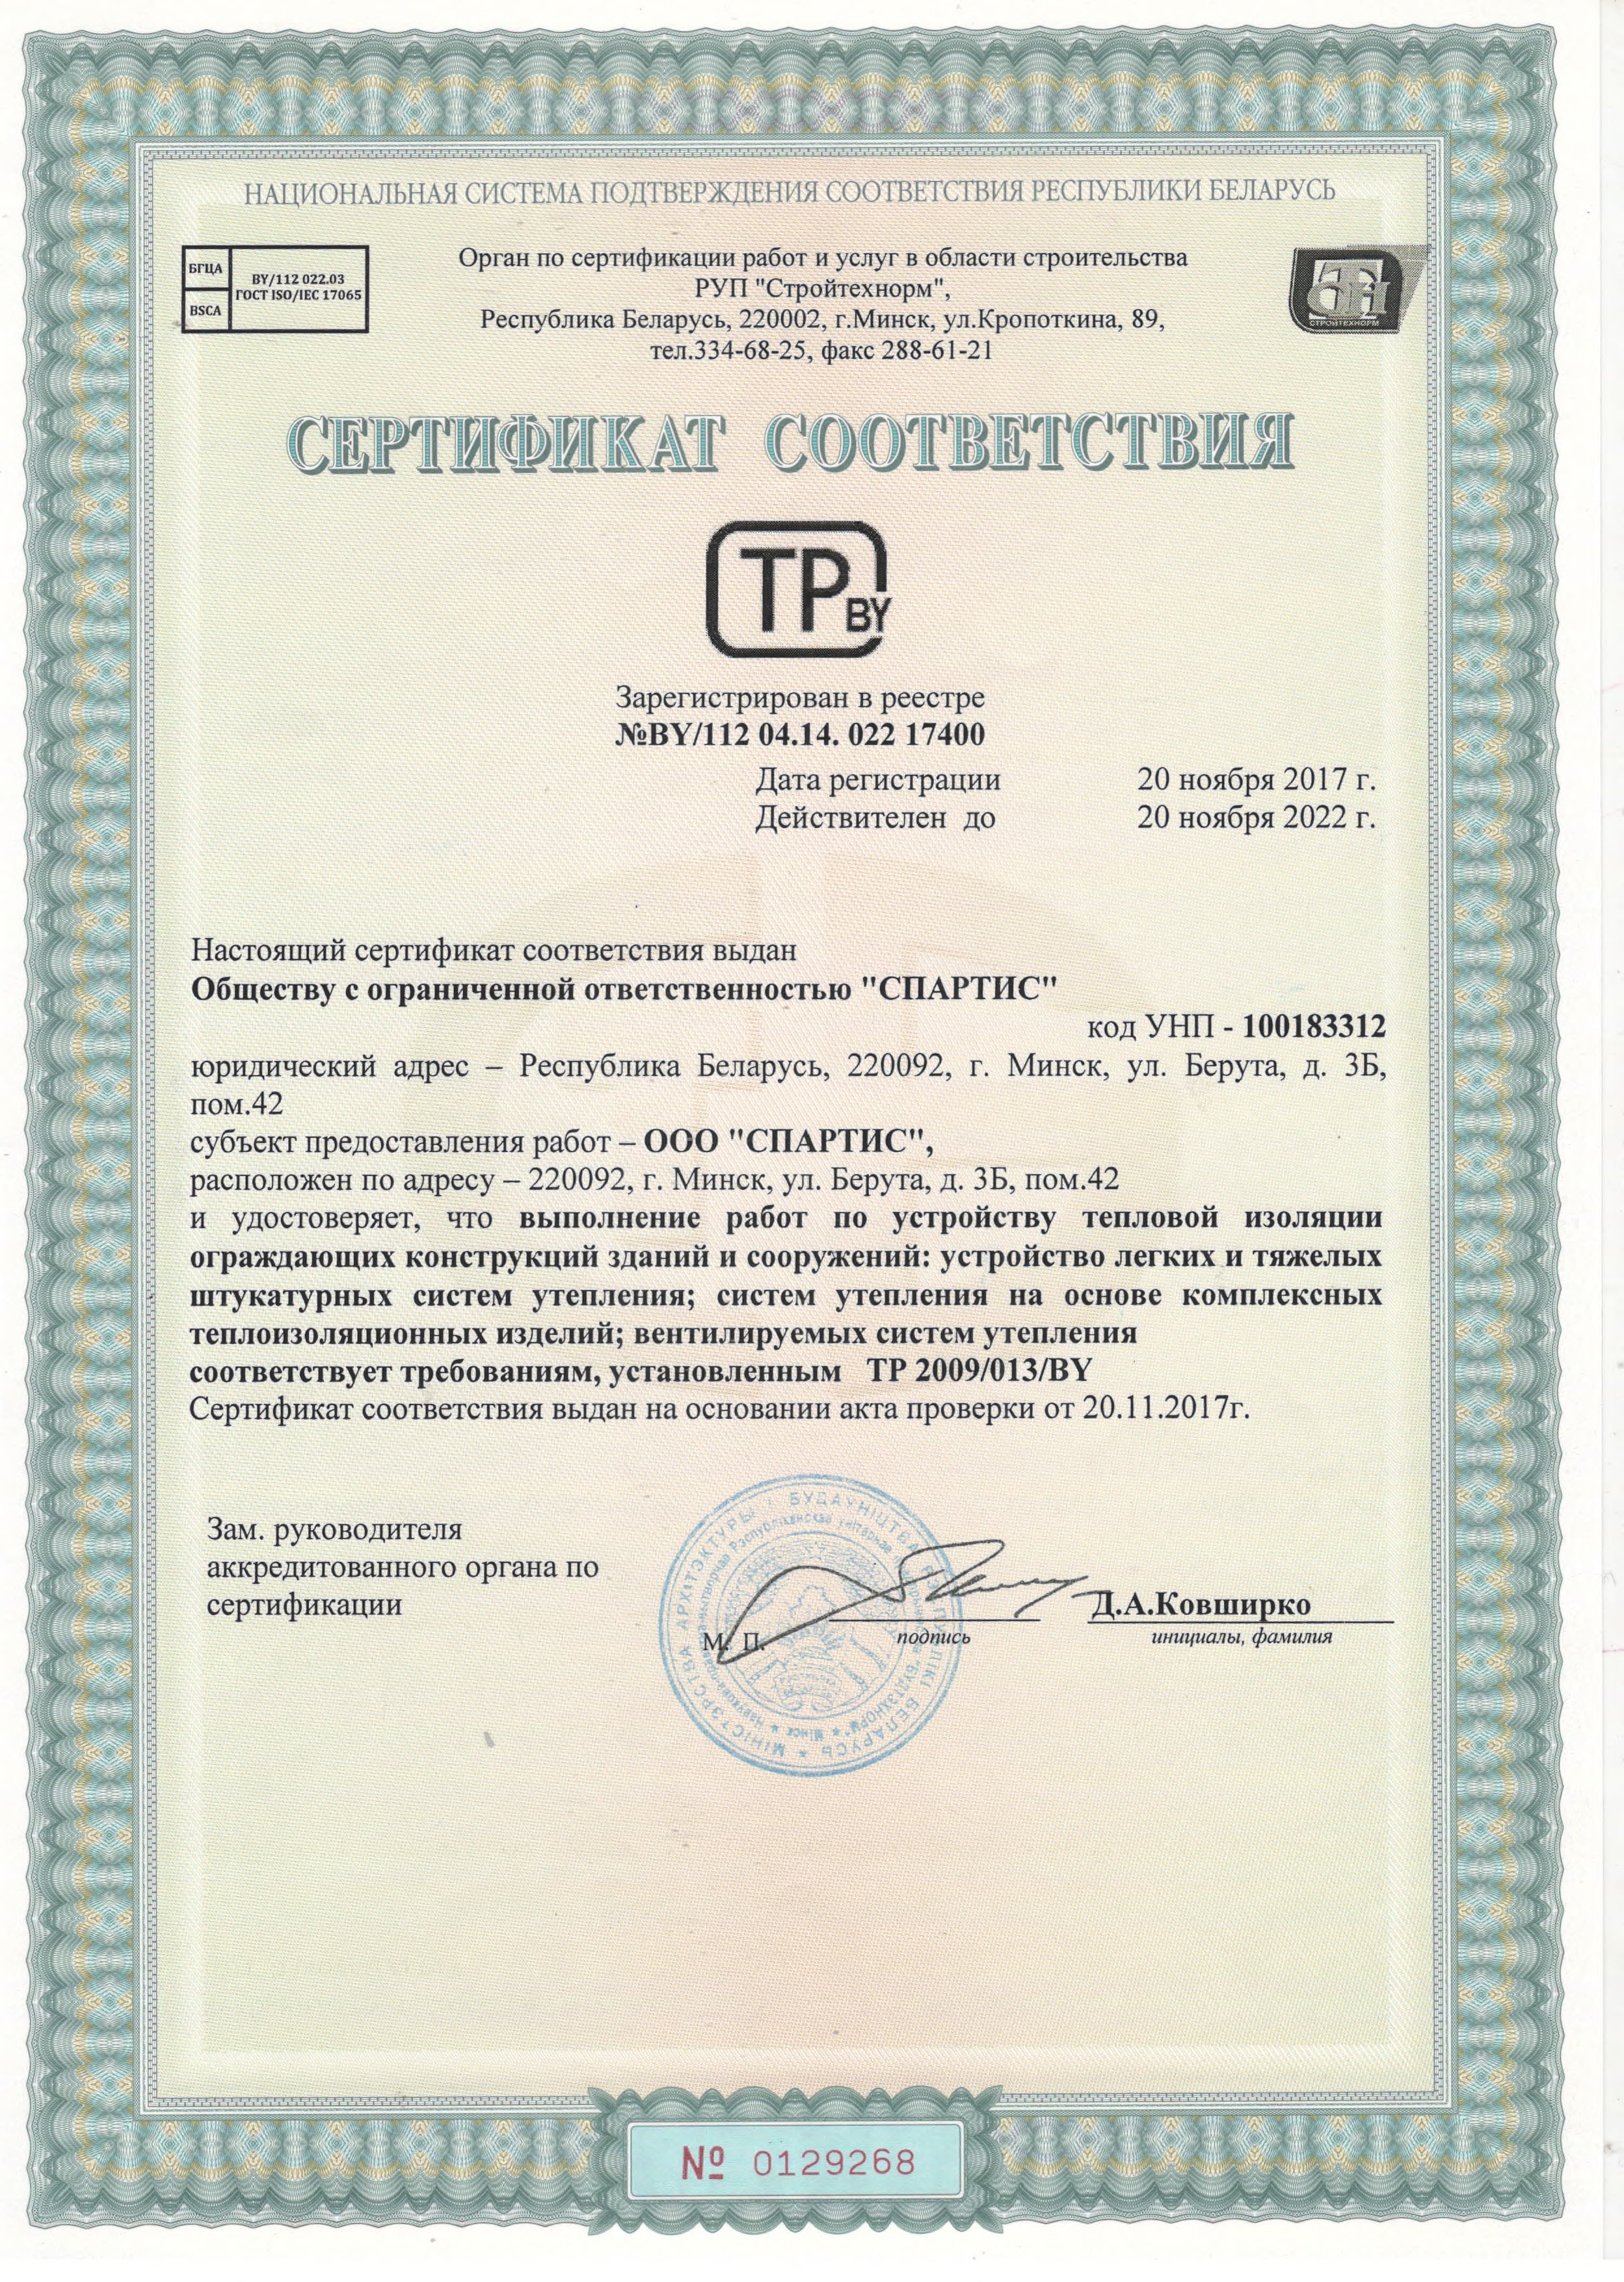 НАЦИОНАЛЬНАЯ СИСТЕМА ПОДТВЕРЖДЕНИЯ СООТВЕТСТВИЯ РЕСПУБЛИКИ БЕЛАРУСЬ
БГЦА
BSCA
BY/112 022.03
ГОСТ ISO/IEC 17065
Орган по сертификации работ и услуг в области строительства
РУП "Стройтехнорм",
Республика Беларусь, 220002, г.Минск, ул.Кропоткина, 89,
тел.334-68-25, факс 288-61-21
СТН
СТРОЙТЕХНОРМ
СЕРТИФИКАТ СООТВЕТСТВИЯ
TP BY
Зарегистрирован в реестре
№BY/112 04.14. 022 17400
Дата регистрации 20 ноября 2017 г.
Действителен до 20 ноября 2022 г.
Настоящий сертификат соответствия выдан
Обществу с ограниченной ответственностью "СПАРТИС"
код УНП - 100183312
юридический адрес – Республика Беларусь, 220092, г. Минск, ул. Берута, д. 3Б,
пом.42
субъект предоставления работ – ООО "СПАРТИС",
расположен по адресу – 220092, г. Минск, ул. Берута, д. 3Б, пом.42
и удостоверяет, что выполнение работ по устройству тепловой изоляции
ограждающих конструкций зданий и сооружений: устройство легких и тяжелых
штукатурных систем утепления; систем утепления на основе комплексных
теплоизоляционных изделий; вентилируемых систем утепления
соответствует требованиям, установленным ТР 2009/013/BY
Сертификат соответствия выдан на основании акта проверки от 20.11.2017г.
Зам. руководителя
аккредитованного органа по
сертификации
М. П.
подпись
Д.А.Ковширко
инициалы, фамилия
МІНІСТЭРСТВА АРХІТЭКТУРЫ І БУДАЎНІЦТВА РЭСПУБЛІКІ БЕЛАРУСЬ
№ 0129268